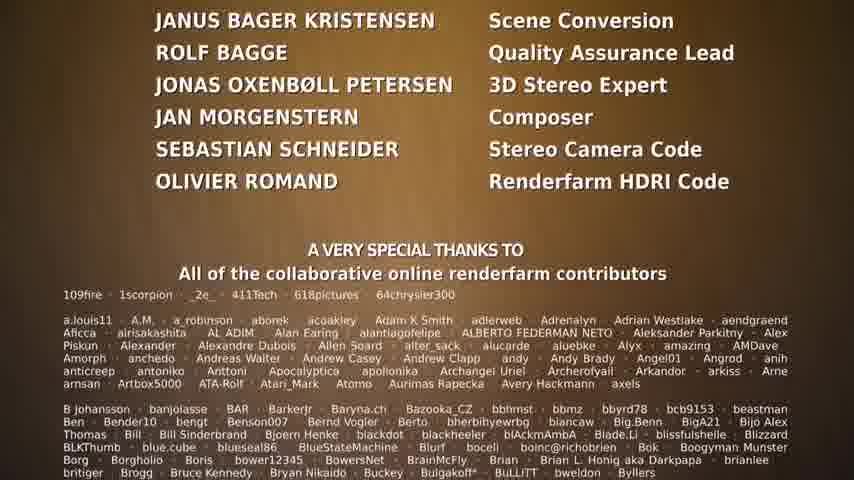 JANUS BAGER KRISTENSEN Scene Conversion
ROLF BAGGE Quality Assurance Lead
JONAS OXENBØLL PETERSEN 3D Stereo Expert
JAN MORGENSTERN Composer
SEBASTIAN SCHNEIDER Stereo Camera Code
OLIVIER ROMAND Renderfarm HDRI Code
A VERY SPECIAL THANKS TO
All of the collaborative online renderfarm contributors
109fire · 1scorpion · _2e_ · 411Tech · 618pictures · 64chrysler300
a.louis11 · A.M. · a_robinson · aborek · acoakley · Adam K Smith · adlerweb · Adrenalyn · Adrian Westlake · aendgraend
Aficca · airisakashita · AL ADIM · Alan Earing · alantiagofelipe · ALBERTO FEDERMAN NETO · Aleksander Parkitny · Alex
Piskun · Alexander · Alexandre Dubois · Allen Soard · alter_sack · alucarde · aluebke · Alyx · amazing · AMDave
Amorph · anchedo · Andreas Walter · Andrew Casey · Andrew Clapp · andy · Andy Brady · Angel01 · Angrod · anih
anticreep · antoniko · Anttoni · Apocalyptica · apolionika · Archangei Uriel · Archerofail · Arkandor · arkiss · Arne
arnsan · Artbox5000 · ATA-Rolf · Atari_Mark · Atomo · Aurimas Rapecka · Avery Hackmann · axels
B Johansson · banjolasse · BAR · BarkerJr · Baryna.ch · Bazooka_CZ · bbhmst · bbmz · bbyrd78 · bcb9153 · beastman
Ben · Bender10 · bengt · Benson007 · Bernd Vogler · Berto · bherbihyewrbg · biancaw · Big.Benn · BigA21 · Bijo Alex
Thomas · Bill · Bill Sinderbrand · Bjoern Henke · blackdot · blackheeler · blAckmAmbA · Blade.Li · blissfulsheile · Blizzard
BLKThumb · blue.cube · blueseal86 · BlueStateMachine · Blurf · boceli · boinc@richobrien · Bok · Boogyman Munster
Borg · Borgholio · Boris · bower12345 · BowersNet · BrainMcFly · Brian · Brian L. Honig aka Darkpapa · brianlee
britiger · Brogg · Bruce Kennedy · Bryan Nikaido · Buckey · Bulgakoff* · BuLLiTT · bweldon · Byllers